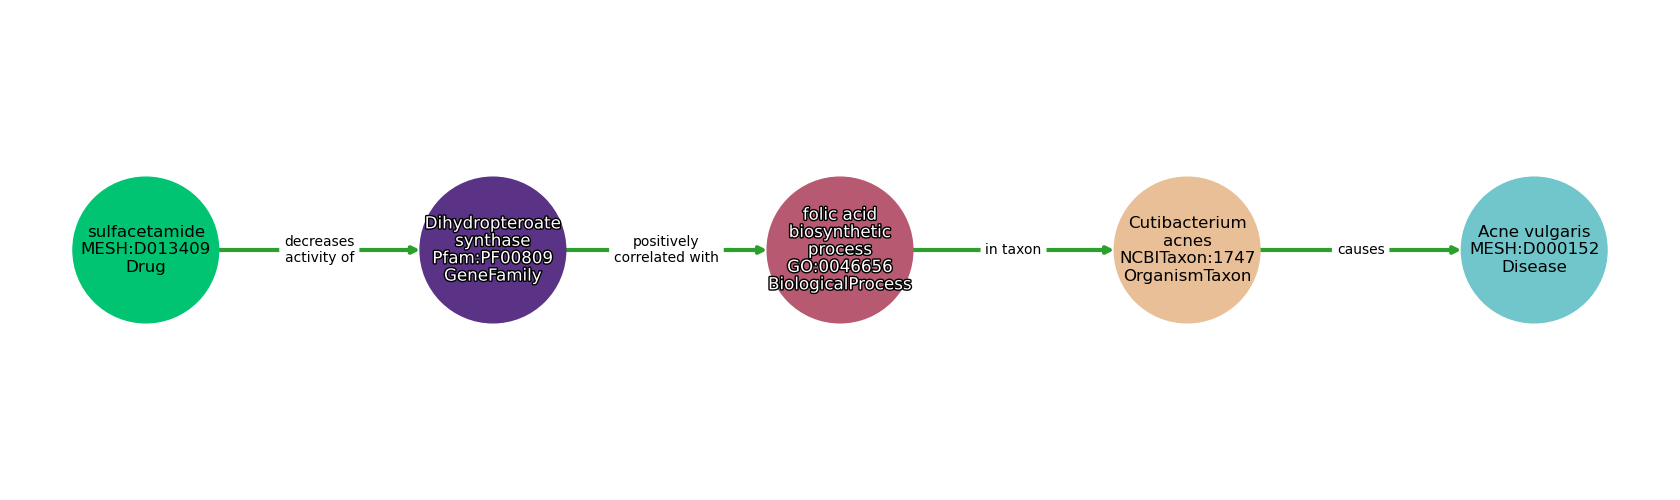 sulfacetamide
MESH:D013409
Drug
decreases
activity of
Dihydropteroate
synthase
Pfam:PF00809
GeneFamily
positively
correlated with
folic acid
biosynthetic
process
GO:0046656
BiologicalProcess
in taxon
Cutibacterium
acnes
NCBITaxon:1747
OrganismTaxon
causes
Acne vulgaris
MESH:D000152
Disease